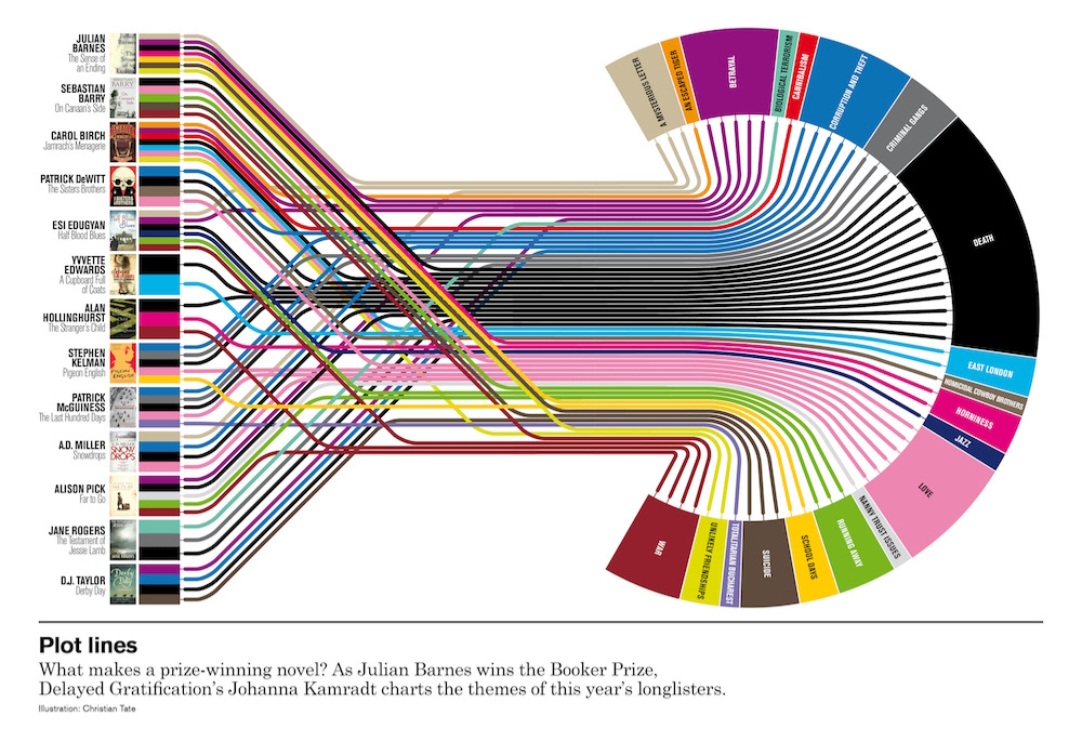 JULIAN
BARNES
The Sense of
an Ending
SEBASTIAN
BARRY
On Canaan's Side
CAROL BIRCH
Jamrach's Menagerie
PATRICK DeWITT
The Sisters Brothers
ESI EDUGYAN
Half Blood Blues
YVVETTE
EDWARDS
A Cupboard Full
of Coats
ALAN
HOLLINGHURST
The Stranger's Child
STEPHEN
KELMAN
Pigeon English
PATRICK
McGUINESS
The Last Hundred Days
A.D. MILLER
Snowdrops
ALISON PICK
Far to Go
JANE ROGERS
The Testament of
Jessie Lamb
D.J. TAYLOR
Derby Day
A MYSTERIOUS LETTER
AN ESCAPED TIGER
BETRAYAL
BIOLOGICAL TERRORISM
CANNIBALISM
CORRUPTION AND THEFT
CRIMINAL GANGS
DEATH
EAST LONDON
HOMICIDAL COWBOY BROTHERS
HORNINESS
JAZZ
LOVE
NANNY TRUST ISSUES
RUNNING AWAY
SCHOOL DAYS
SUICIDE
TOTALITARIAN BUCHAREST
UNLIKELY FRIENDSHIPS
WAR
Plot lines
What makes a prize-winning novel? As Julian Barnes wins the Booker Prize,
Delayed Gratification's Johanna Kamradt charts the themes of this year's longlisters.
Illustration: Christian Tate